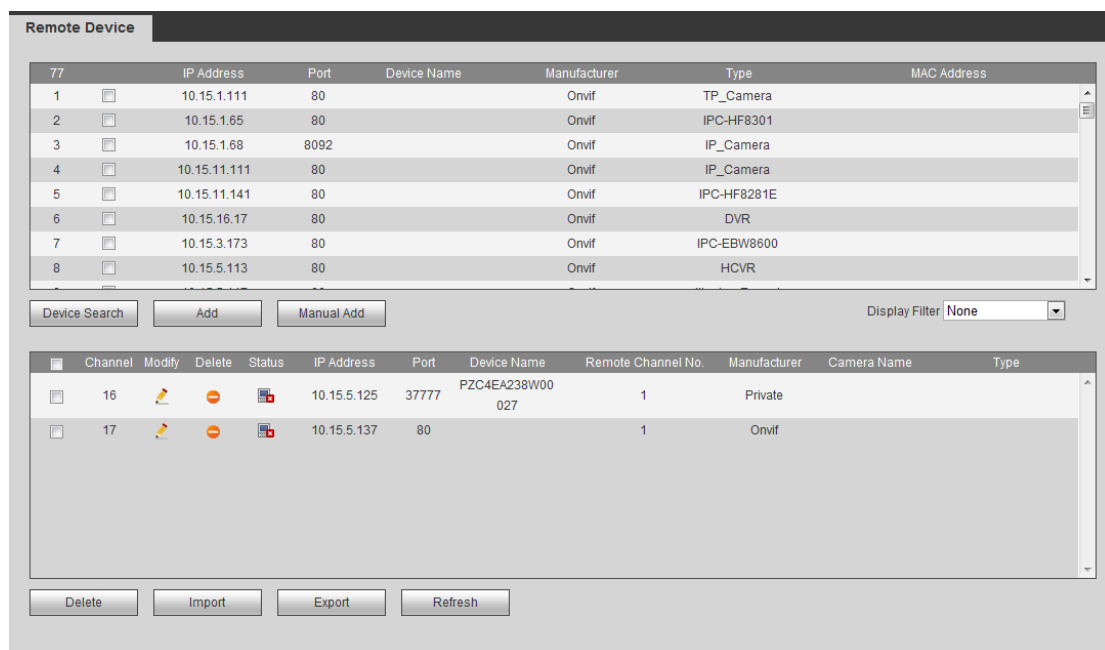 Remote Device
77 IP Address Port Device Name Manufacturer Type MAC Address
1 10.15.1.111 80 Onvif TP_Camera
2 10.15.1.65 80 Onvif IPC-HF8301
3 10.15.1.68 8092 Onvif IP_Camera
4 10.15.11.111 80 Onvif IP_Camera
5 10.15.11.141 80 Onvif IPC-HF8281E
6 10.15.16.17 80 Onvif DVR
7 10.15.3.173 80 Onvif IPC-EBW8600
8 10.15.5.113 80 Onvif HCVR
Device Search Add Manual Add Display Filter None
Channel Modify Delete Status IP Address Port Device Name Remote Channel No. Manufacturer Camera Name Type
16 10.15.5.125 37777 PZC4EA238W00 1 Private
027
17 10.15.5.137 80 1 Onvif
Delete Import Export Refresh